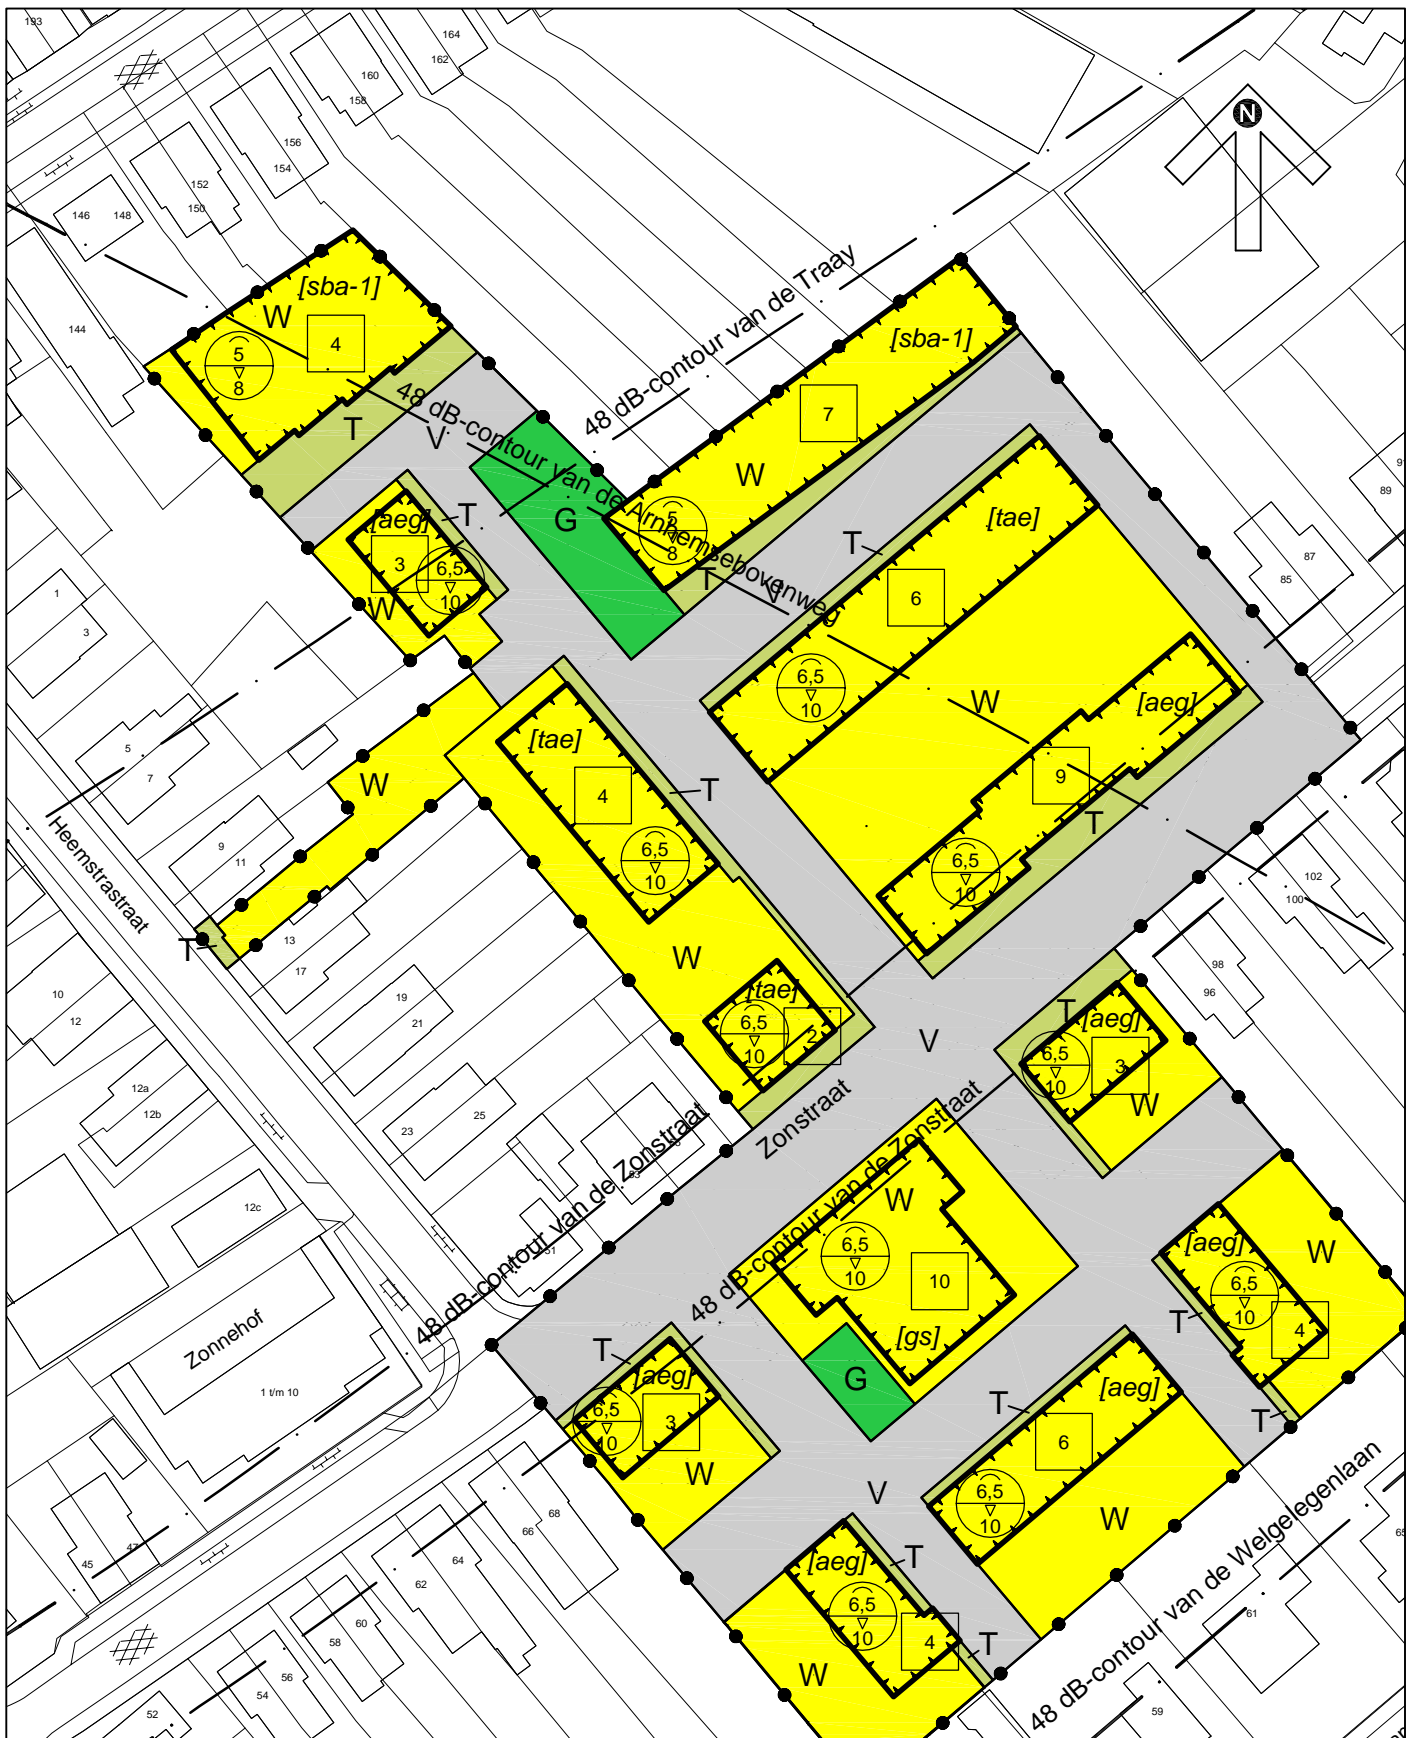 193
164
162
160
158
156
154
152
150
146
148
144
N
[sba-1]
W
4
5
8
T
48 dB-contour van de Traay
[sba-1]
7
W
5
8
T
V
48 dB-contour van de Arnhemsebovenweg
V
G
[aeg]
T
3
6,5
10
W
[tae]
T
6
6,5
10
W
[aeg]
9
T
6,5
10
89
87
85
1
3
5
7
9
11
13
17
19
21
23
25
Heemstrastraat
W
T
[tae]
4
T
6,5
10
W
[tae]
6,5
10
2
V
Zonstraat
T
[aeg]
6,5
10
3
W
102
100
98
96
10
12
12a
12b
12c
Zonnehof
1 t/m 10
48 dB-contour van de Zonstraat
53
51
48 dB-contour van de Zonstraat
W
6,5
10
10
[gs]
G
[aeg]
W
6,5
10
4
T
T
T
[aeg]
6,5
10
3
W
T
[aeg]
6
6,5
10
W
V
[aeg]
T
6,5
10
4
T
W
48 dB-contour van de Welgelegenlaan
45
47
68
66
64
62
60
58
56
54
52
61
59